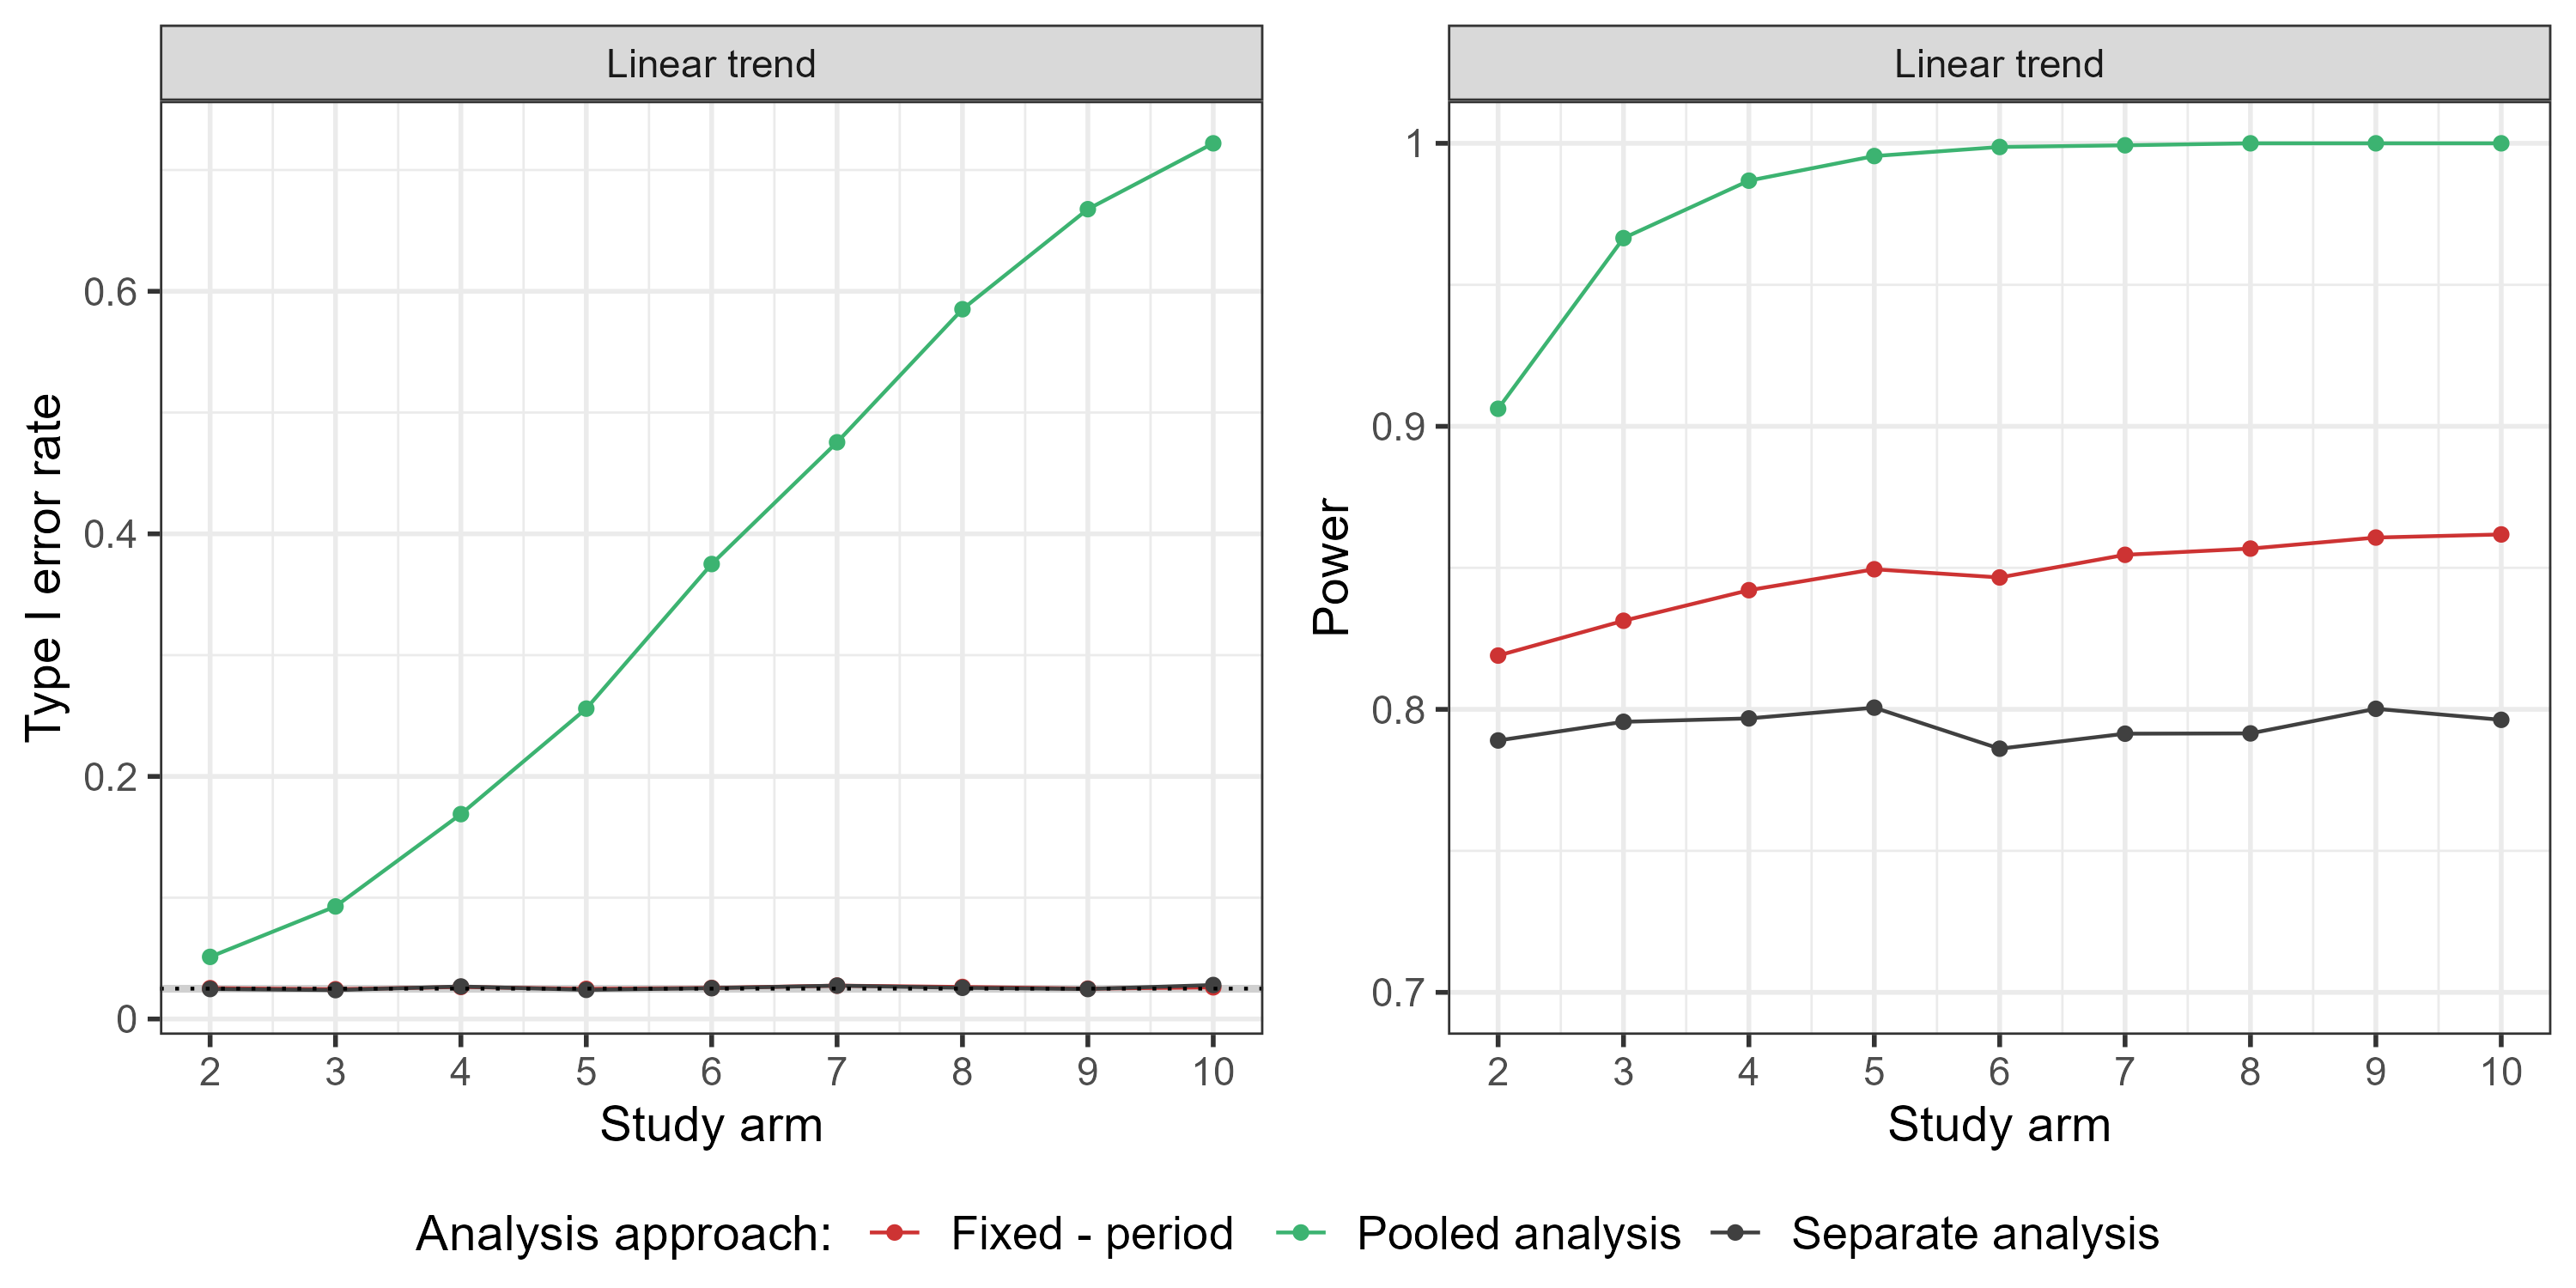 Linear trend
Type I error rate
0.6
0.4
0.2
0
2 3 4 5 6 7 8 9 10
Study arm
Linear trend
Power
1
0.9
0.8
0.7
2 3 4 5 6 7 8 9 10
Study arm
Analysis approach: Fixed - period Pooled analysis Separate analysis